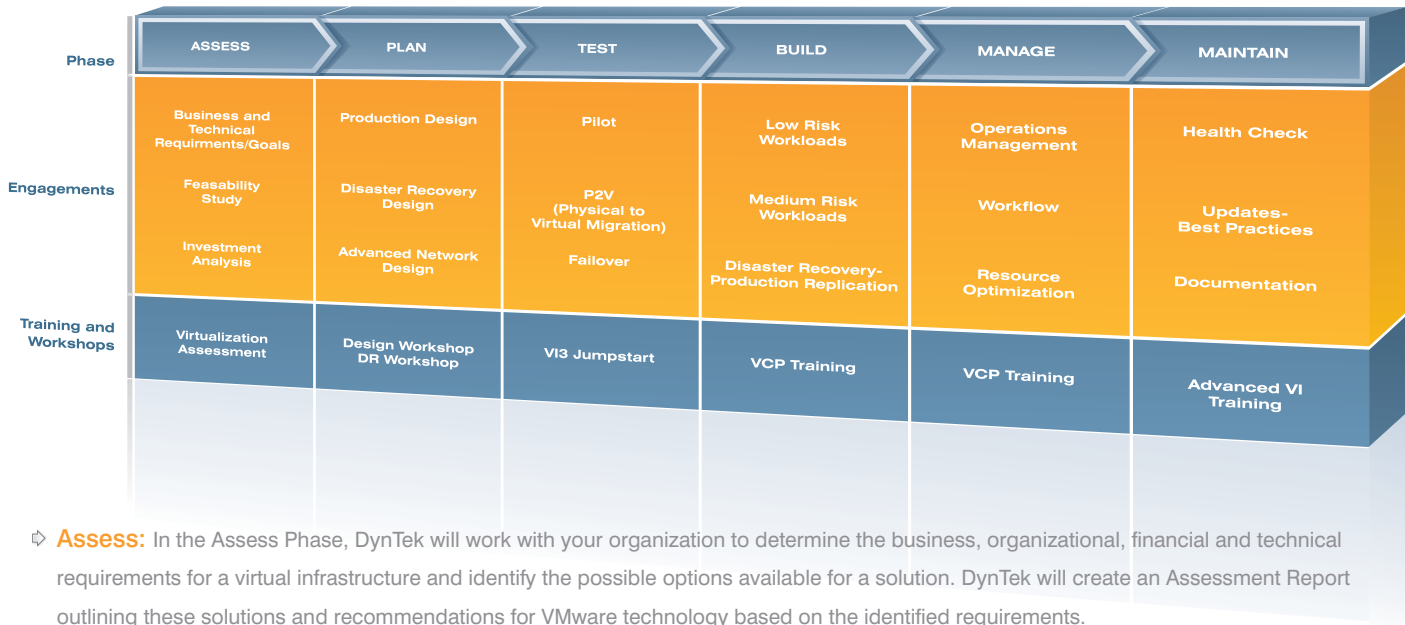 Phase
ASSESS
PLAN
TEST
BUILD
MANAGE
MAINTAIN
Engagements
Business and
Technical
Requirments/Goals
Feasability
Study
Investment
Analysis
Production Design
Disaster Recovery
Design
Advanced Network
Design
Pilot
P2V
(Physical to
Virtual Migration)
Failover
Low Risk
Workloads
Medium Risk
Workloads
Disaster Recovery-
Production Replication
Operations
Management
Workflow
Resource
Optimization
Health Check
Updates-
Best Practices
Documentation
Training and
Workshops
Virtualization
Assessment
Design Workshop
DR Workshop
VI3 Jumpstart
VCP Training
VCP Training
Advanced VI
Training
Assess: In the Assess Phase, DynTek will work with your organization to determine the business, organizational, financial and technical
requirements for a virtual infrastructure and identify the possible options available for a solution. DynTek will create an Assessment Report
outlining these solutions and recommendations for VMware technology based on the identified requirements.